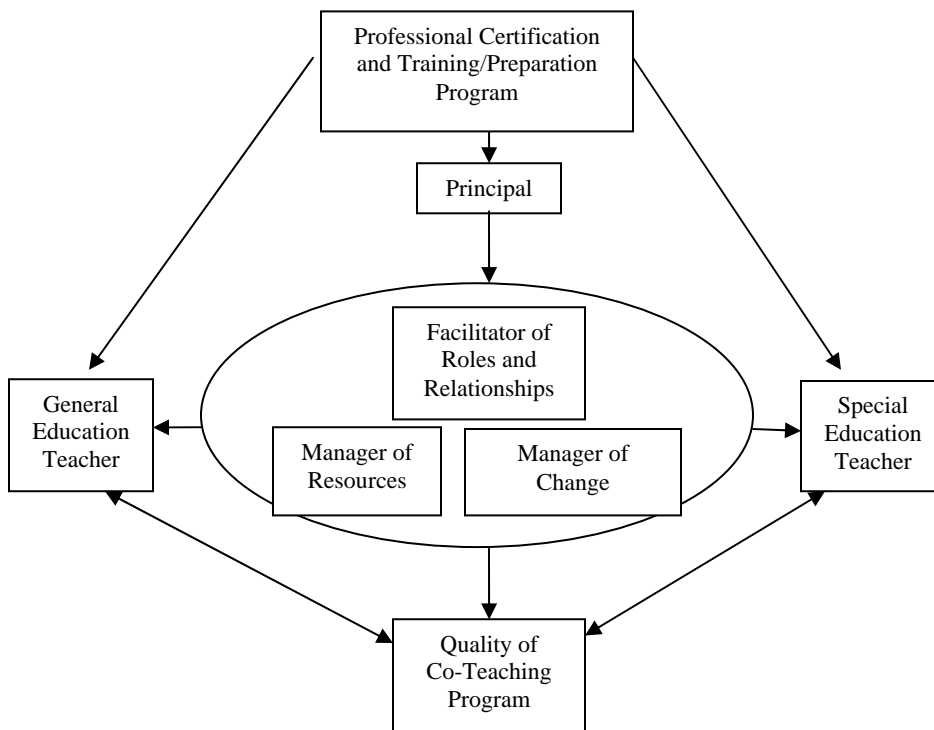 Professional Certification
and Training/Preparation
Program
Principal
Facilitator of
Roles and
Relationships
General
Education
Teacher
Manager of
Resources
Manager of
Change
Special
Education
Teacher
Quality of
Co-Teaching
Program